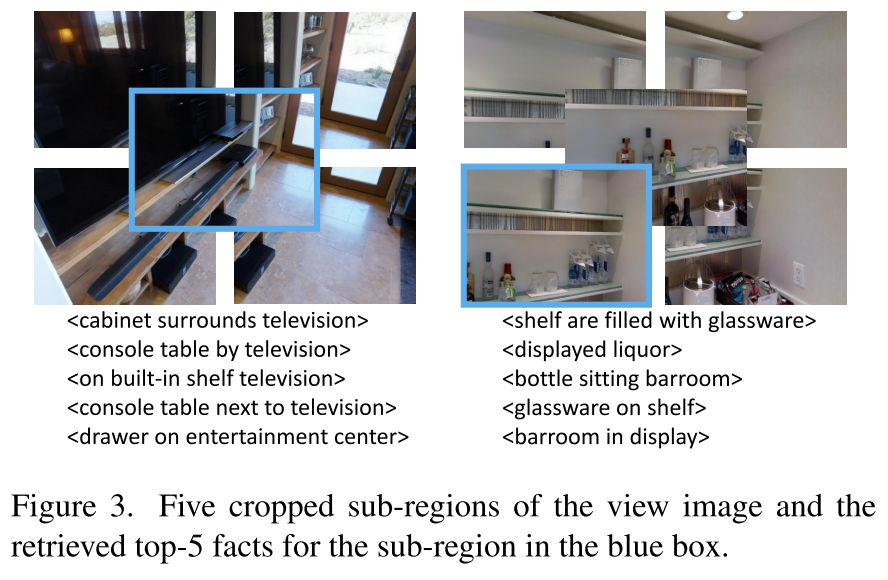 <cabinet surrounds television>
<console table by television>
<on built-in shelf television>
<console table next to television>
<drawer on entertainment center>
<shelf are filled with glassware>
<displayed liquor>
<bottle sitting barroom>
<glassware on shelf>
<barroom in display>
Figure 3. Five cropped sub-regions of the view image and the
retrieved top-5 facts for the sub-region in the blue box.